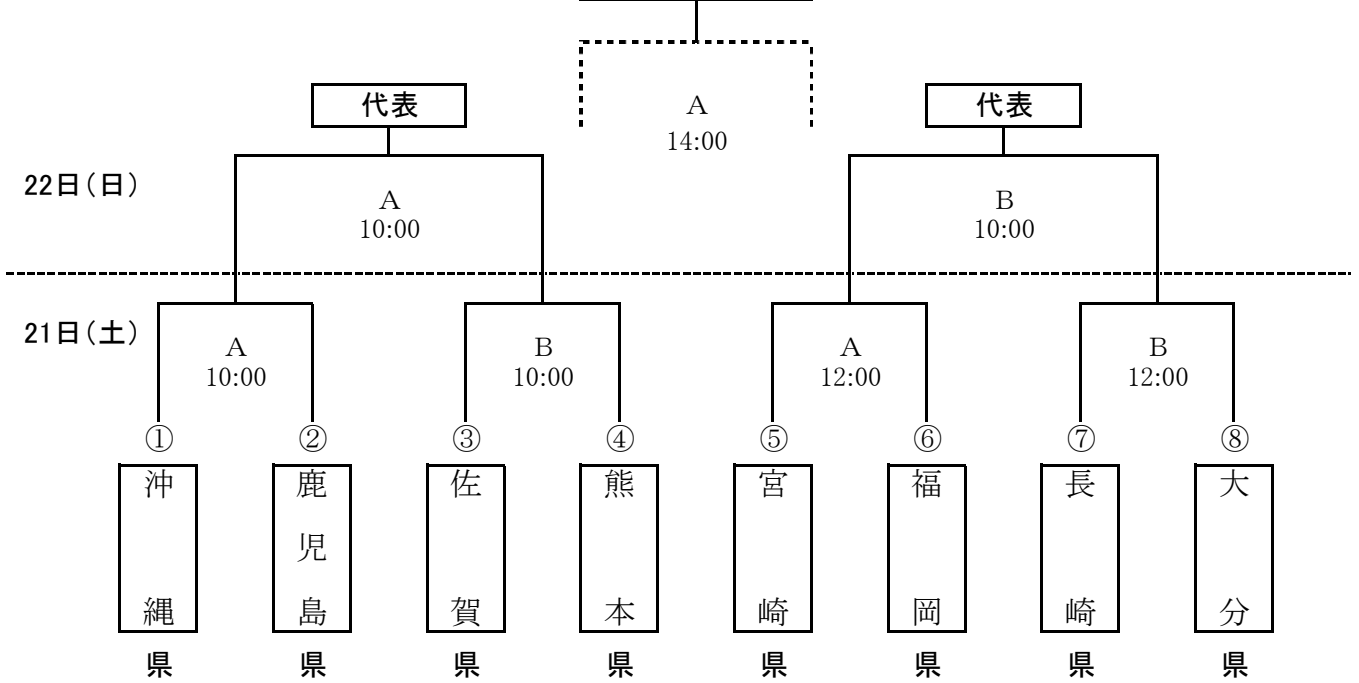 代表
A
14:00
代表
22日(日)
A
10:00
B
10:00
21日(土)
A
10:00
B
10:00
A
12:00
B
12:00
① ② ③ ④ ⑤ ⑥ ⑦ ⑧
沖縄県
鹿児島県
佐賀県
熊本県
宮崎県
福岡県
長崎県
大分県